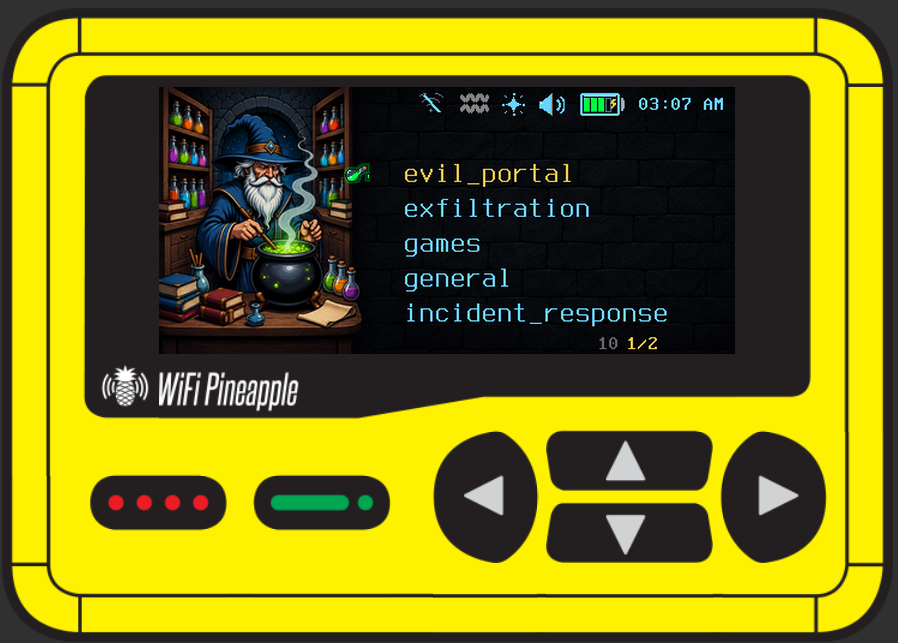 03:07 AM
evil_portal
exfiltration
games
general
incident_response
10 1/2
WiFi Pineapple